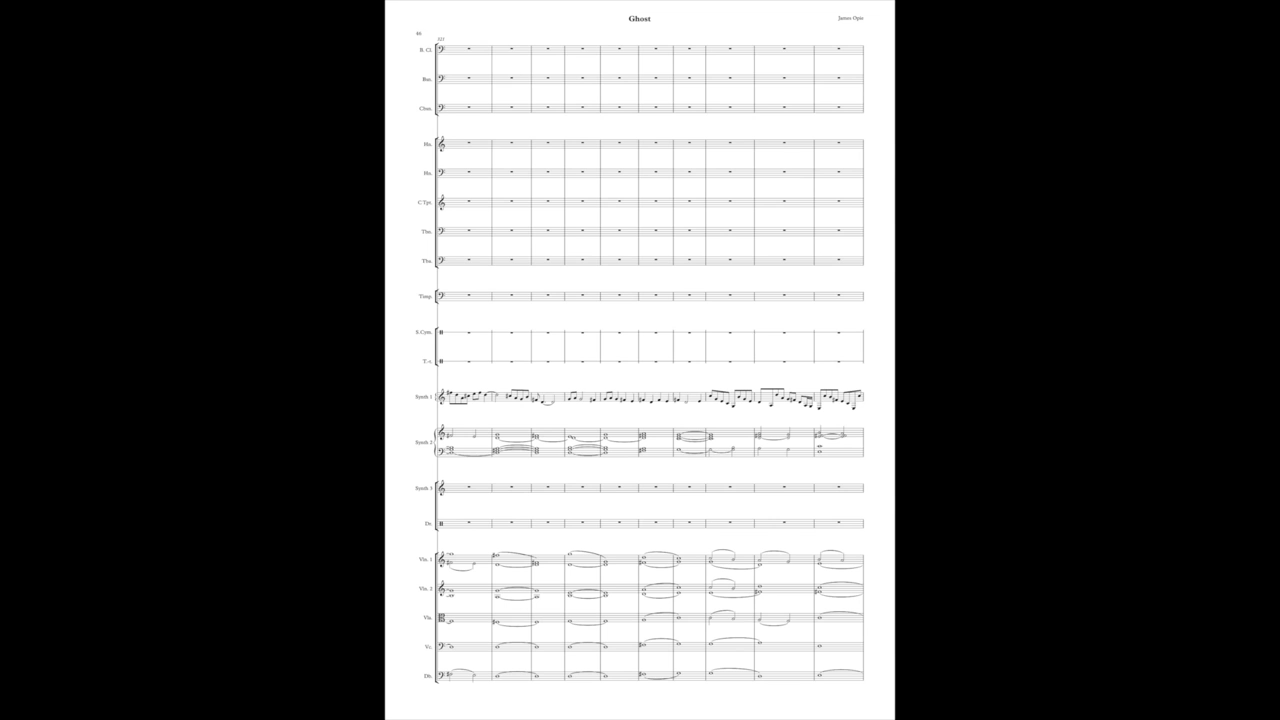 Ghost
James Opie
46
B. Cl.
Bsn.
Cbsn.
Hn.
Hn.
C Tpt.
Tbn.
Tba.
Timp.
S.Cym.
T.-t.
Synth 1
Synth 2
Synth 3
Dr.
Vln. 1
Vln. 2
Vla.
Vc.
Db.